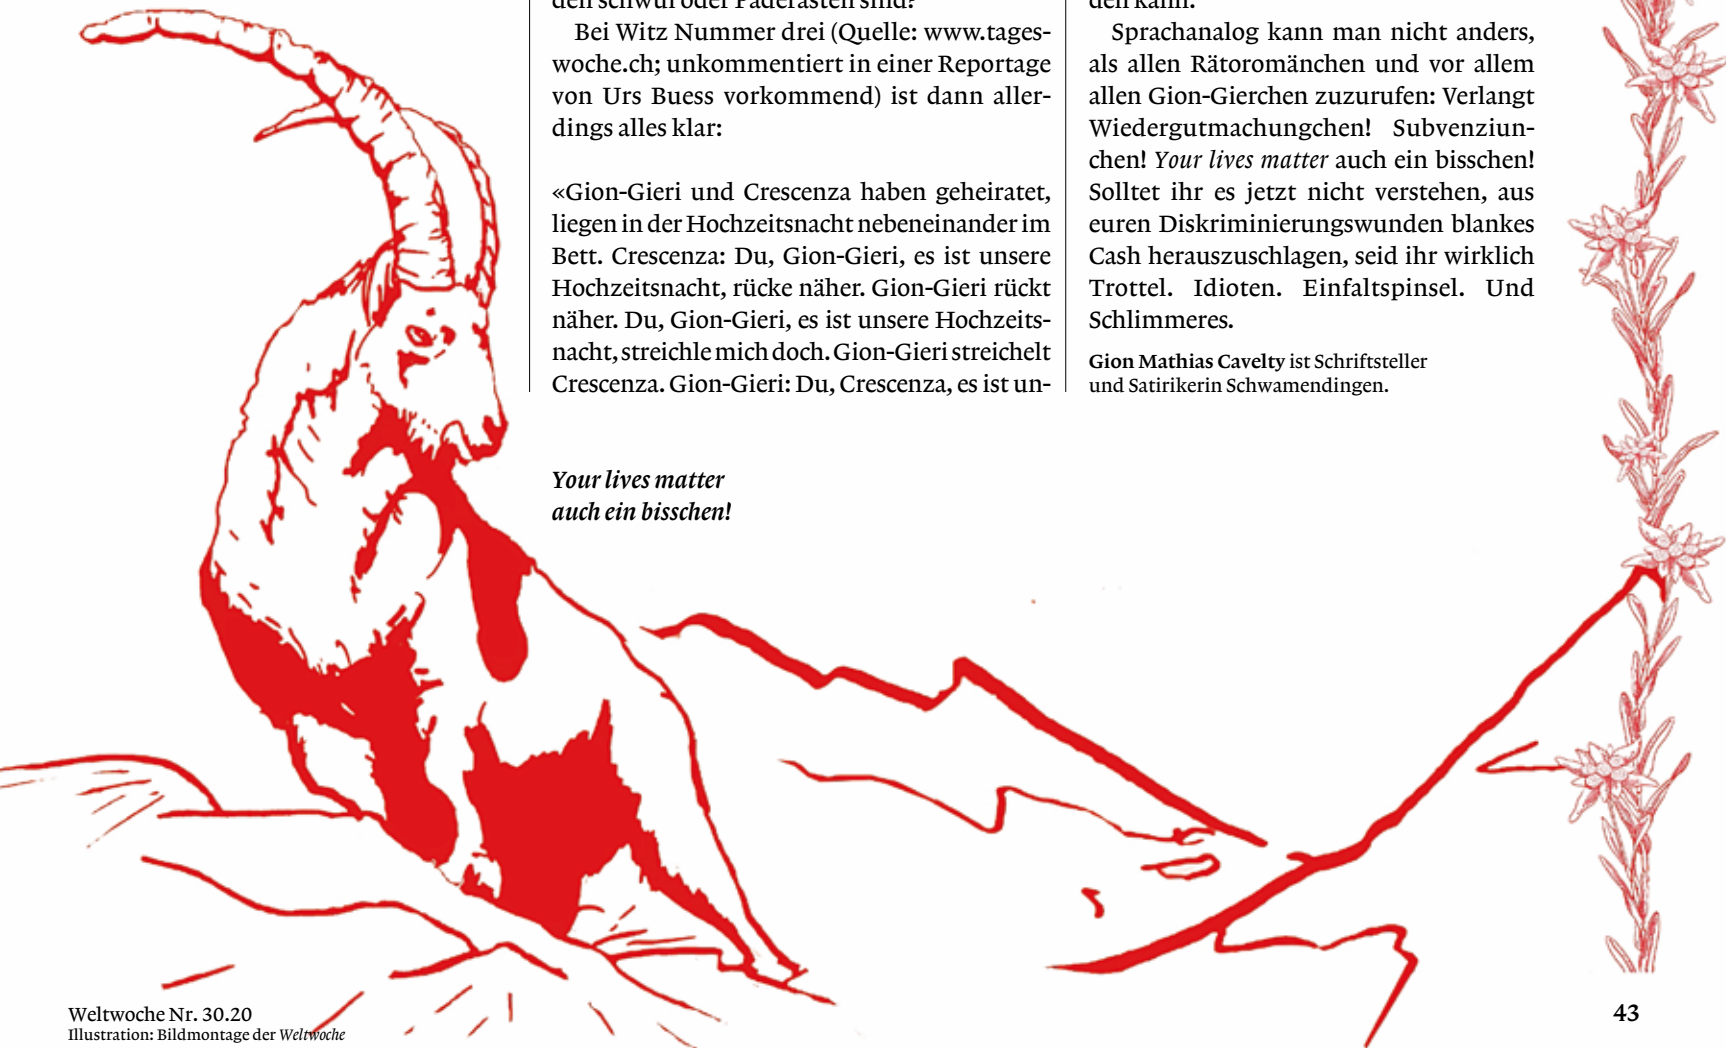 den schwul oder Päderasten sind?
Bei Witz Nummer drei (Quelle: www.tages-
woche.ch; unkommentiert in einer Reportage
von Urs Buess vorkommend) ist dann aller-
dings alles klar:
«Gion-Gieri und Crescenza haben geheiratet,
liegen in der Hochzeitsnacht nebeneinander im
Bett. Crescenza: Du, Gion-Gieri, es ist unsere
Hochzeitsnacht, rücke näher. Gion-Gieri rückt
näher. Du, Gion-Gieri, es ist unsere Hochzeits-
nacht, streichle mich doch. Gion-Gieri streichelt
Crescenza. Gion-Gieri: Du, Crescenza, es ist un-
den kann.
Sprachanalog kann man nicht anders,
als allen Rätoromänchen und vor allem
allen Gion-Gierchen zuzurufen: Verlangt
Wiedergutmachungchen! Subvenziun-
chen! Your lives matter auch ein bisschen!
Solltet ihr es jetzt nicht verstehen, aus
euren Diskriminierungswunden blankes
Cash herauszuschlagen, seid ihr wirklich
Trottel. Idioten. Einfaltspinsel. Und
Schlimmeres.
Gion Mathias Cavelty ist Schriftsteller
und Satirikerin Schwamendingen.
Your lives matter
auch ein bisschen!
Weltwoche Nr. 30.20
Illustration: Bildmontage der Weltwoche
43